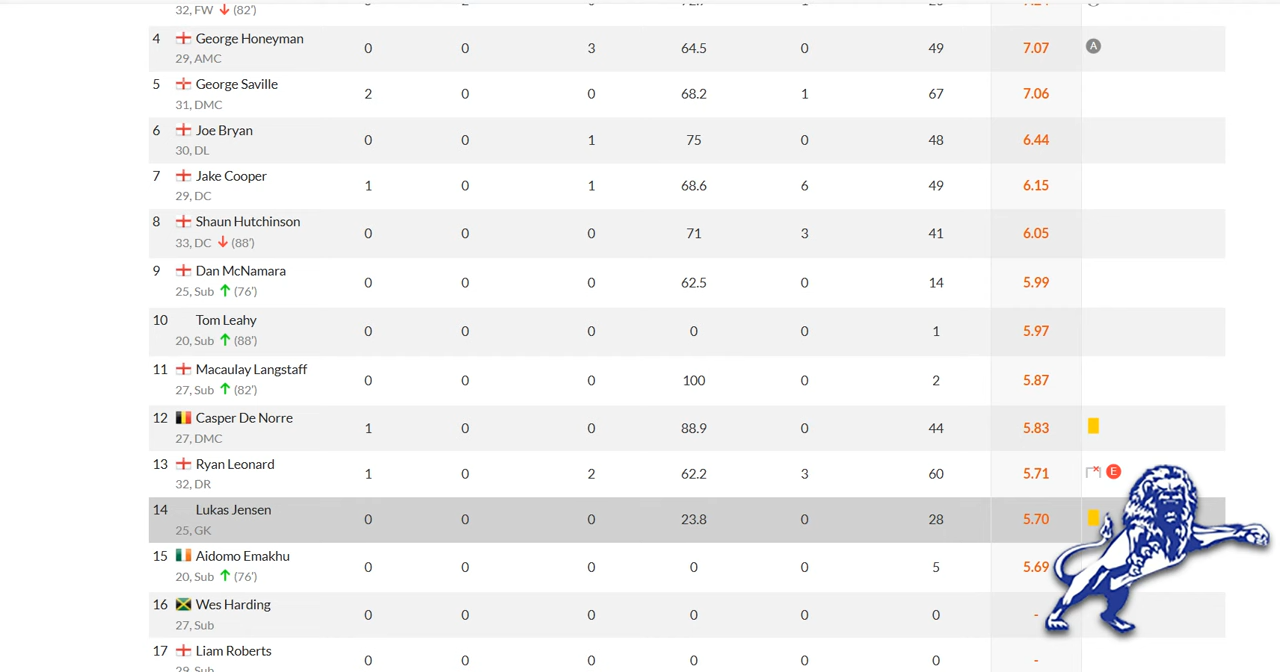 32, FW (82')
4 George Honeyman 0 0 3 64.5 0 49 7.07 A
29, AMC
5 George Saville 2 0 0 68.2 1 67 7.06
31, DMC
6 Joe Bryan 0 0 1 75 0 48 6.44
30, DL
7 Jake Cooper 1 0 1 68.6 6 49 6.15
29, DC
8 Shaun Hutchinson 0 0 0 71 3 41 6.05
33, DC (88')
9 Dan McNamara 0 0 0 62.5 0 14 5.99
25, Sub (76')
10 Tom Leahy 0 0 0 0 0 1 5.97
20, Sub (88')
11 Macaulay Langstaff 0 0 0 100 0 2 5.87
27, Sub (82')
12 Casper De Norre 1 0 0 88.9 0 44 5.83
27, DMC
13 Ryan Leonard 1 0 2 62.2 3 60 5.71 E
32, DR
14 Lukas Jensen 0 0 0 23.8 0 28 5.70
25, GK
15 Aidomo Emakhu 0 0 0 0 0 5 5.69
20, Sub (76')
16 Wes Harding 0 0 0 0 0 0 -
27, Sub
17 Liam Roberts 0 0 0 0 0 0 -
29, Sub